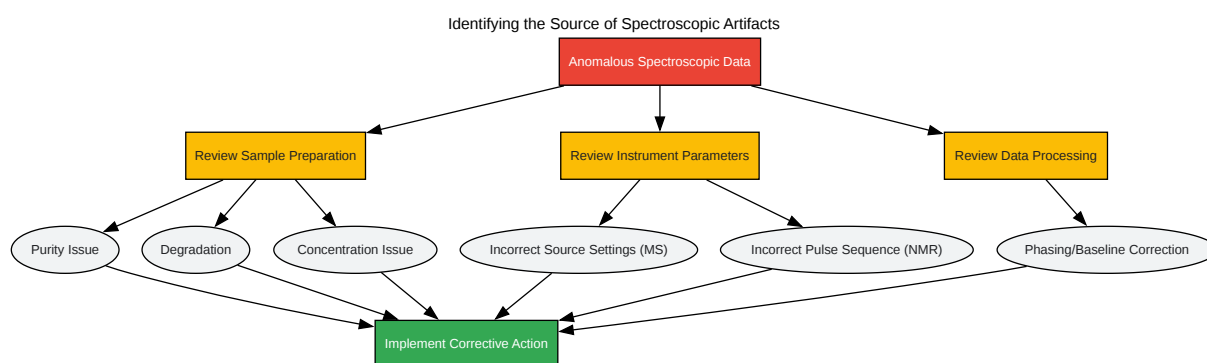 Identifying the Source of Spectroscopic Artifacts
Anomalous Spectroscopic Data
Review Sample Preparation
Review Instrument Parameters
Review Data Processing
Purity Issue
Degradation
Concentration Issue
Incorrect Source Settings (MS)
Incorrect Pulse Sequence (NMR)
Phasing/Baseline Correction
Implement Corrective Action